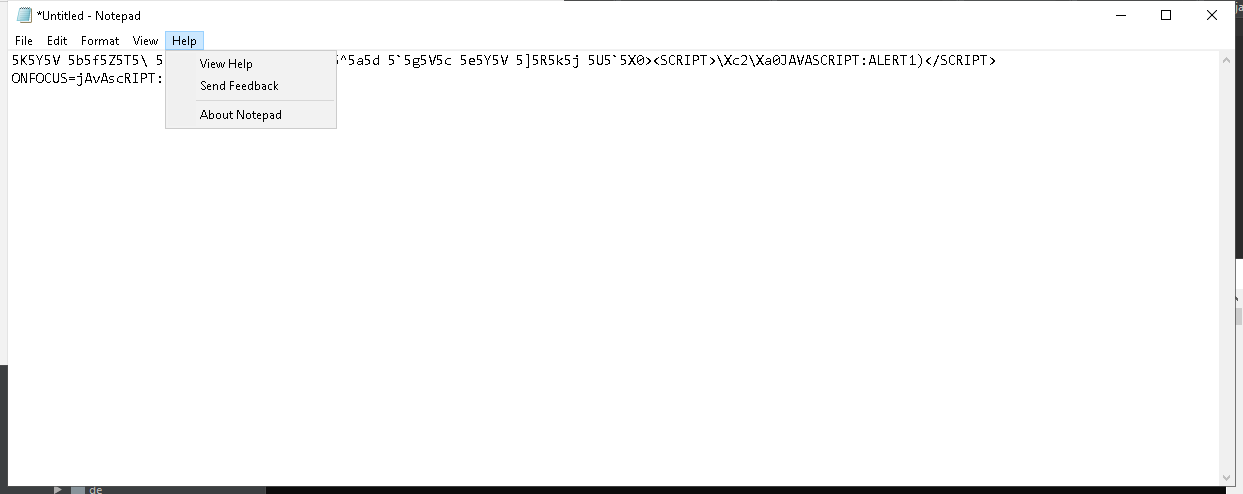 *Untitled - Notepad
File Edit Format View Help
5K5Y5V 5b5f5Z5T5\ 5 5^5a5d 5`5g5V5c 5e5Y5V 5]5R5k5j 5U5`5X0><SCRIPT>\Xc2\Xa0JAVASCRIPT:ALERT1)</SCRIPT>
ONFOCUS=jAvAscRIPT:
View Help
Send Feedback
About Notepad
de